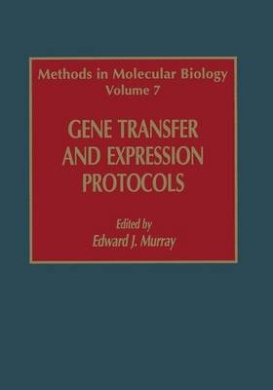 Methods in Molecular Biology
Volume 7
GENE TRANSFER
AND EXPRESSION
PROTOCOLS
Edited by
Edward J. Murray